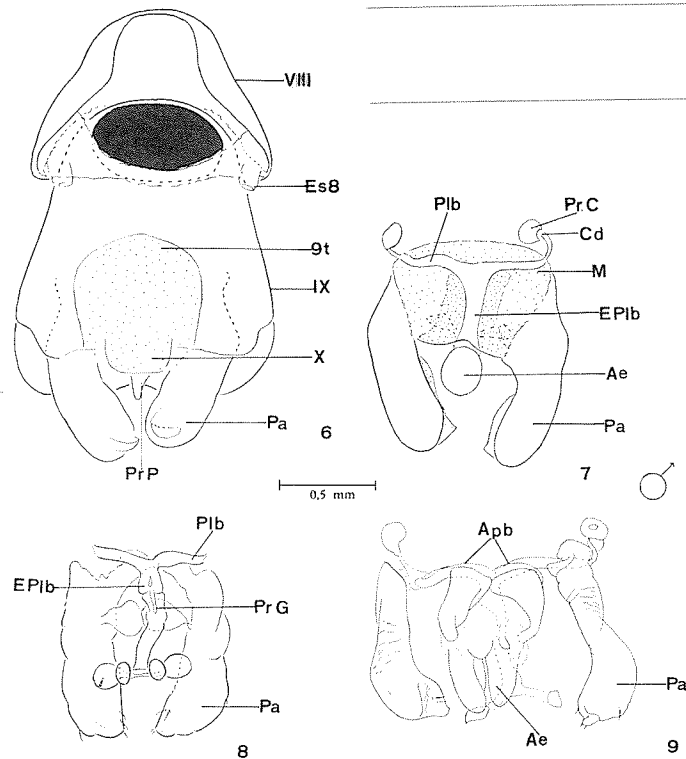 VIII
Es8
9t
IX
X
Pa
PrP
6
Plb
PrC
Cd
M
EPlb
Ae
Pa
7
0,5 mm
Plb
EPlb
PrG
Pa
8
Apb
Pa
Ae
9